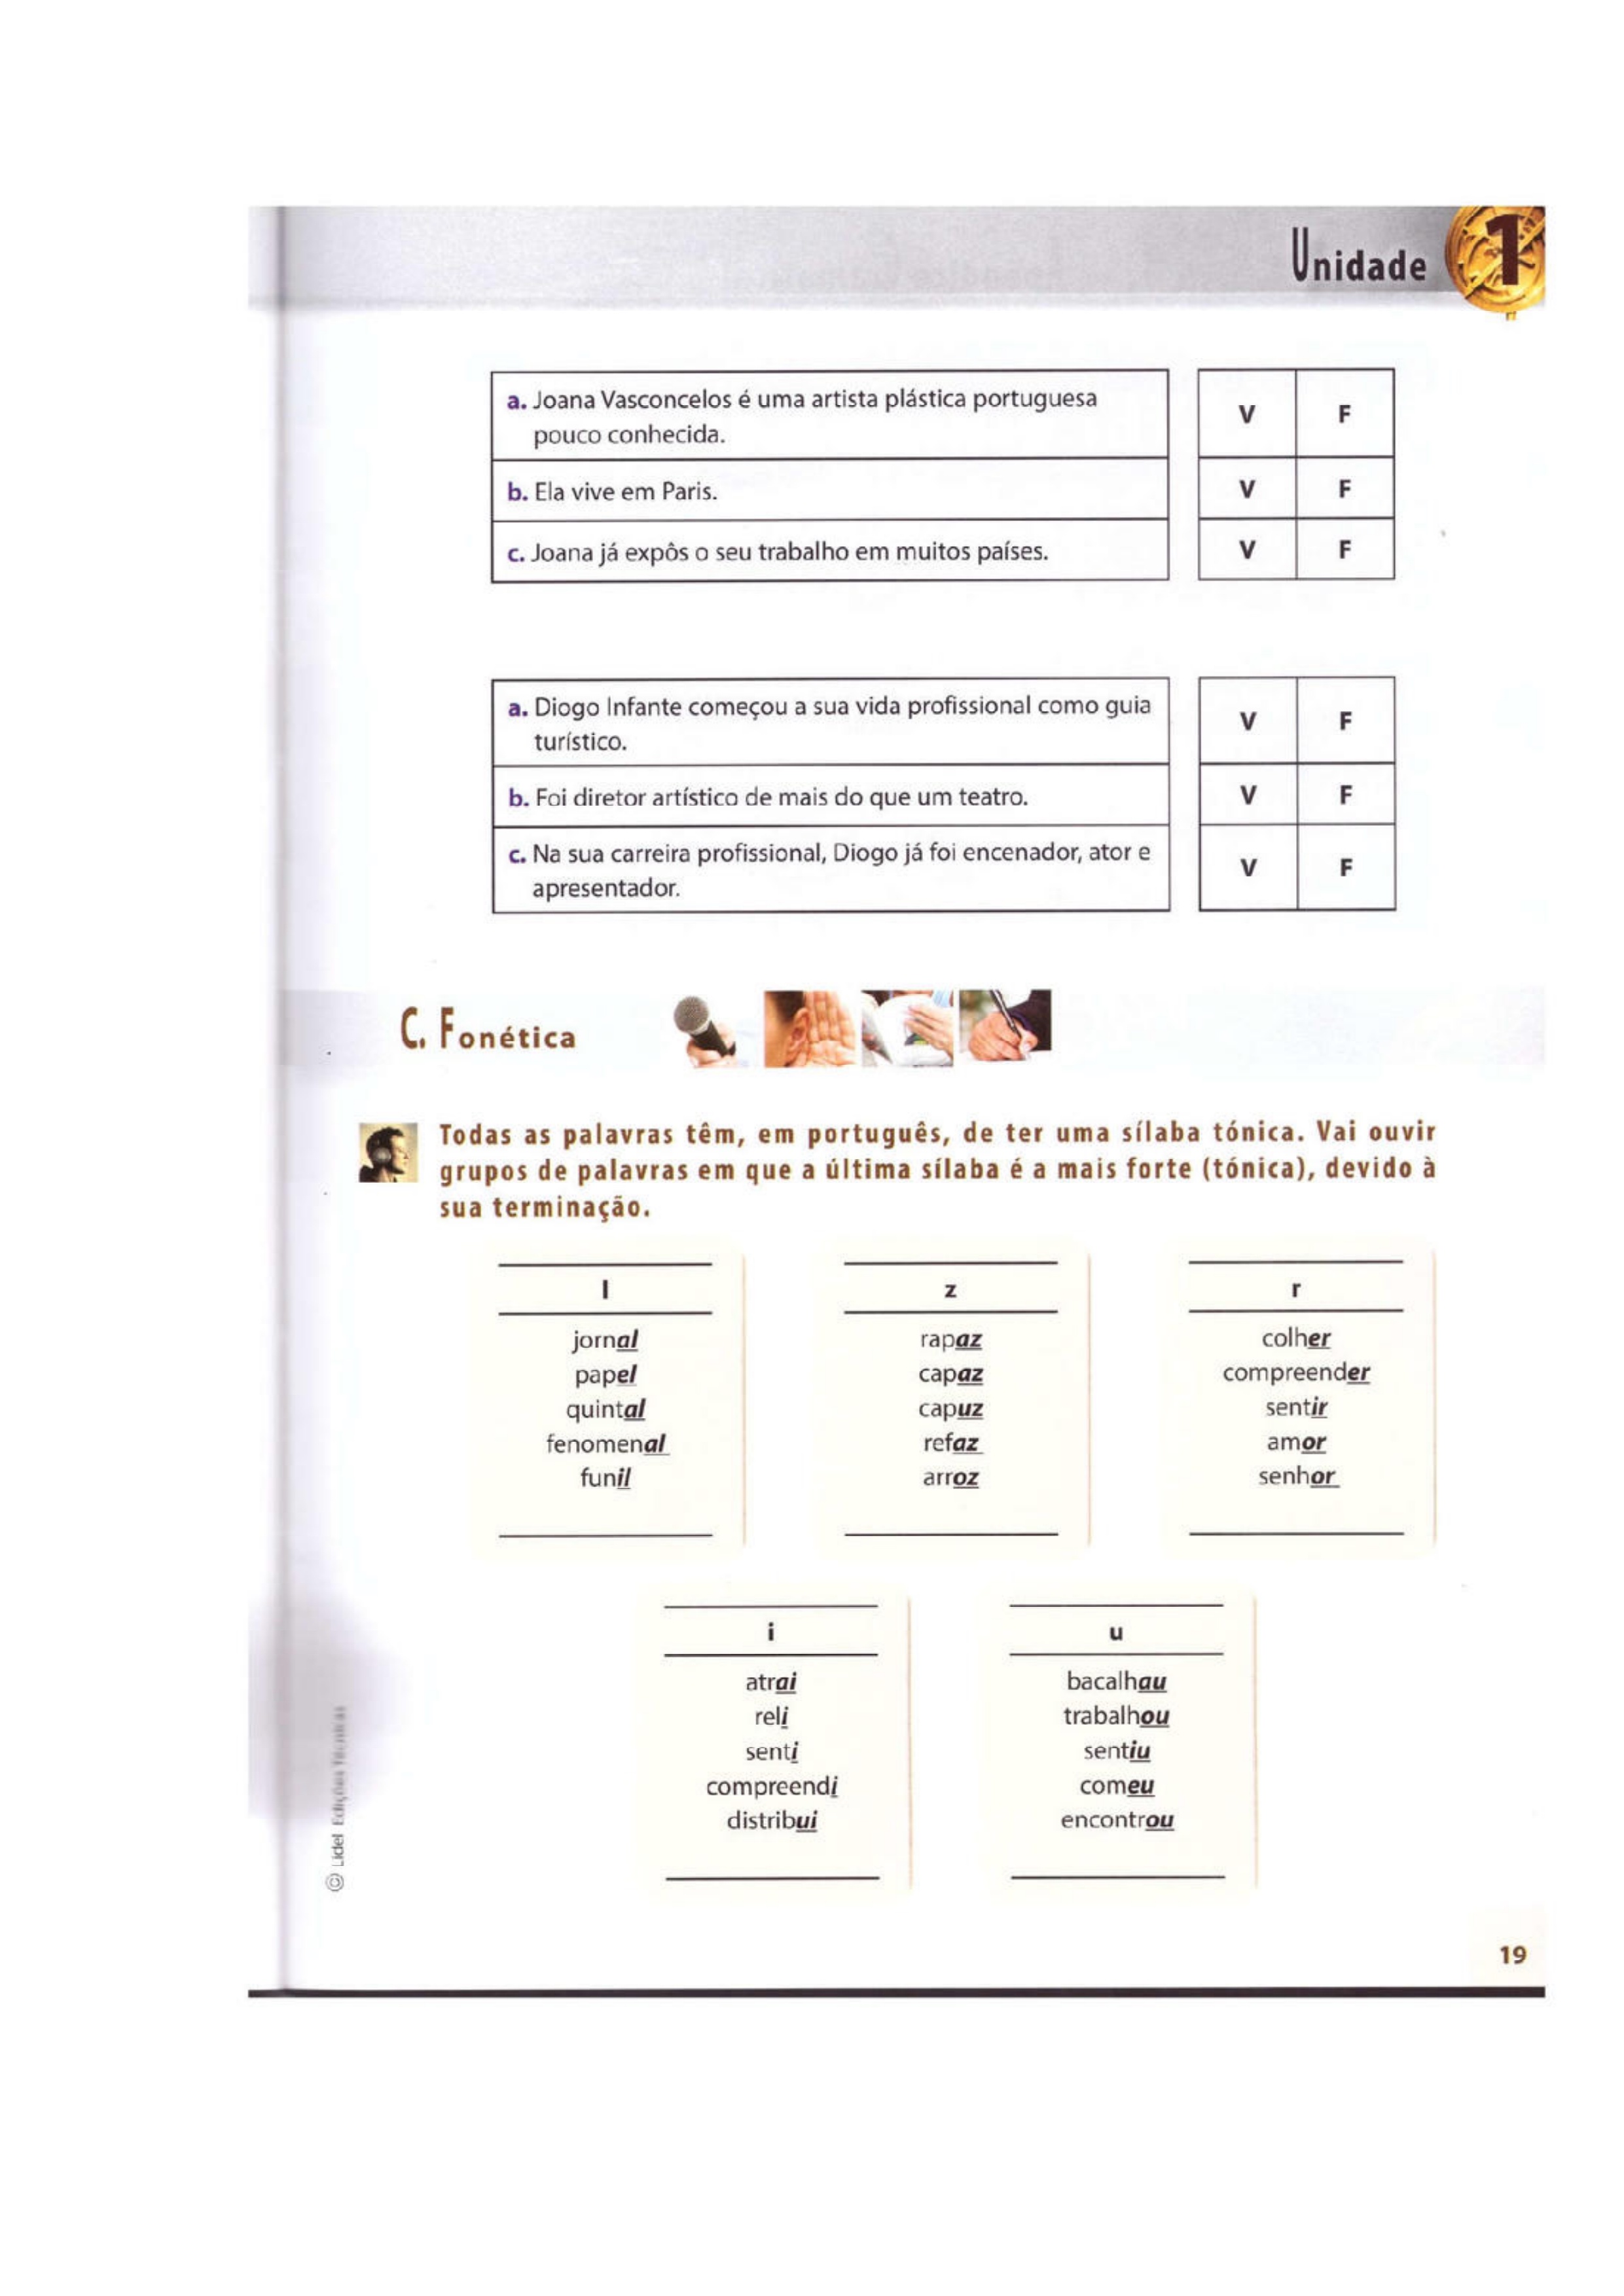 Unidade 1
a. Joana Vasconcelos é uma artista plástica portuguesa
pouco conhecida.
V F
b. Ela vive em Paris.
V F
c. Joana já expôs o seu trabalho em muitos países.
V F
a. Diogo Infante começou a sua vida profissional como guia
turístico.
V F
b. Foi diretor artístico de mais do que um teatro.
V F
c. Na sua carreira profissional, Diogo já foi encenador, ator e
apresentador.
V F
C. Fonética
Todas as palavras têm, em português, de ter uma sílaba tónica. Vai ouvir
grupos de palavras em que a última sílaba é a mais forte (tónica), devido à
sua terminação.
l
jornal
papel
quintal
fenomenal
funil
z
rapaz
capaz
capuz
refaz
arroz
r
colher
compreender
sentir
amor
senhor
i
atrai
reli
senti
compreendi
distribui
u
bacalhau
trabalhou
sentiu
comeu
encontrou
© Lidel Edições Técnicas
19